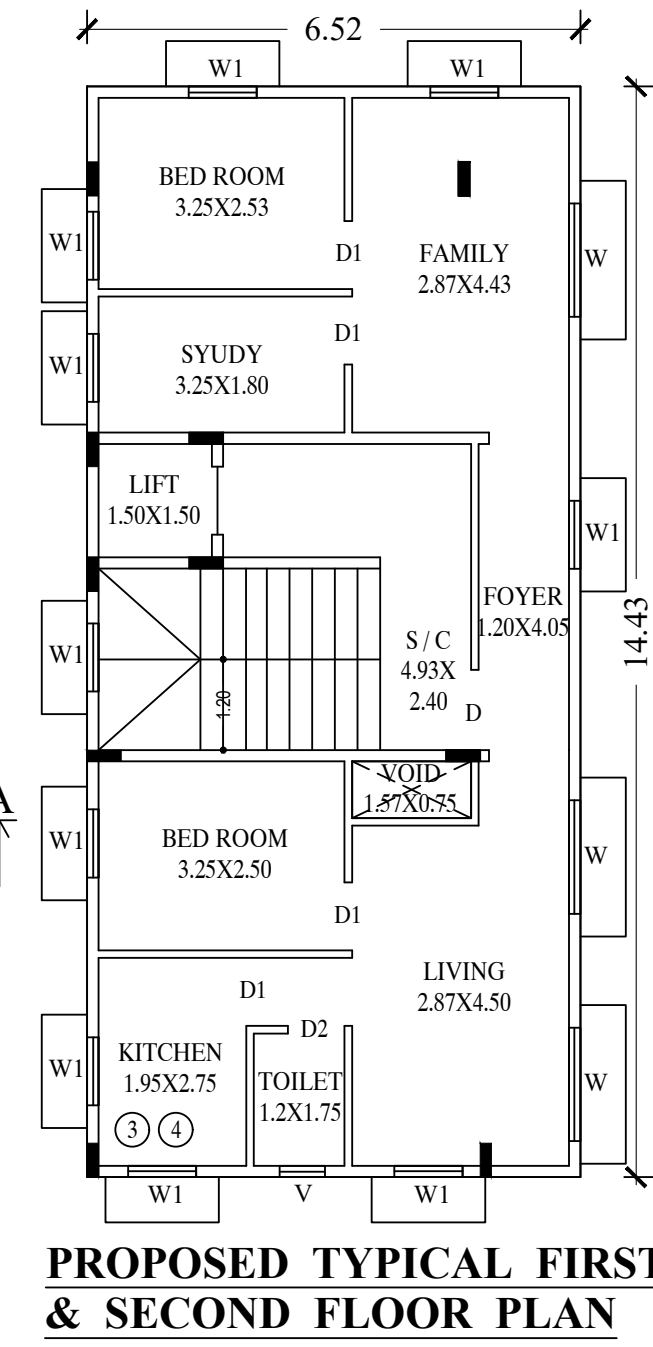 6.52
W1
W1
BED ROOM
3.25X2.53
W1
D1
FAMILY
2.87X4.43
W
D1
SYUDY
3.25X1.80
W1
LIFT
1.50X1.50
W1
FOYER
1.20X4.05
14.43
S / C
4.93X
2.40
W1
1.20
D
VOID
1.57X0.75
A
BED ROOM
3.25X2.50
W1
W
D1
LIVING
2.87X4.50
D1
D2
KITCHEN
1.95X2.75
W1
TOILET
1.2X1.75
W
3 4
W1
V
W1
PROPOSED TYPICAL FIRST
& SECOND FLOOR PLAN